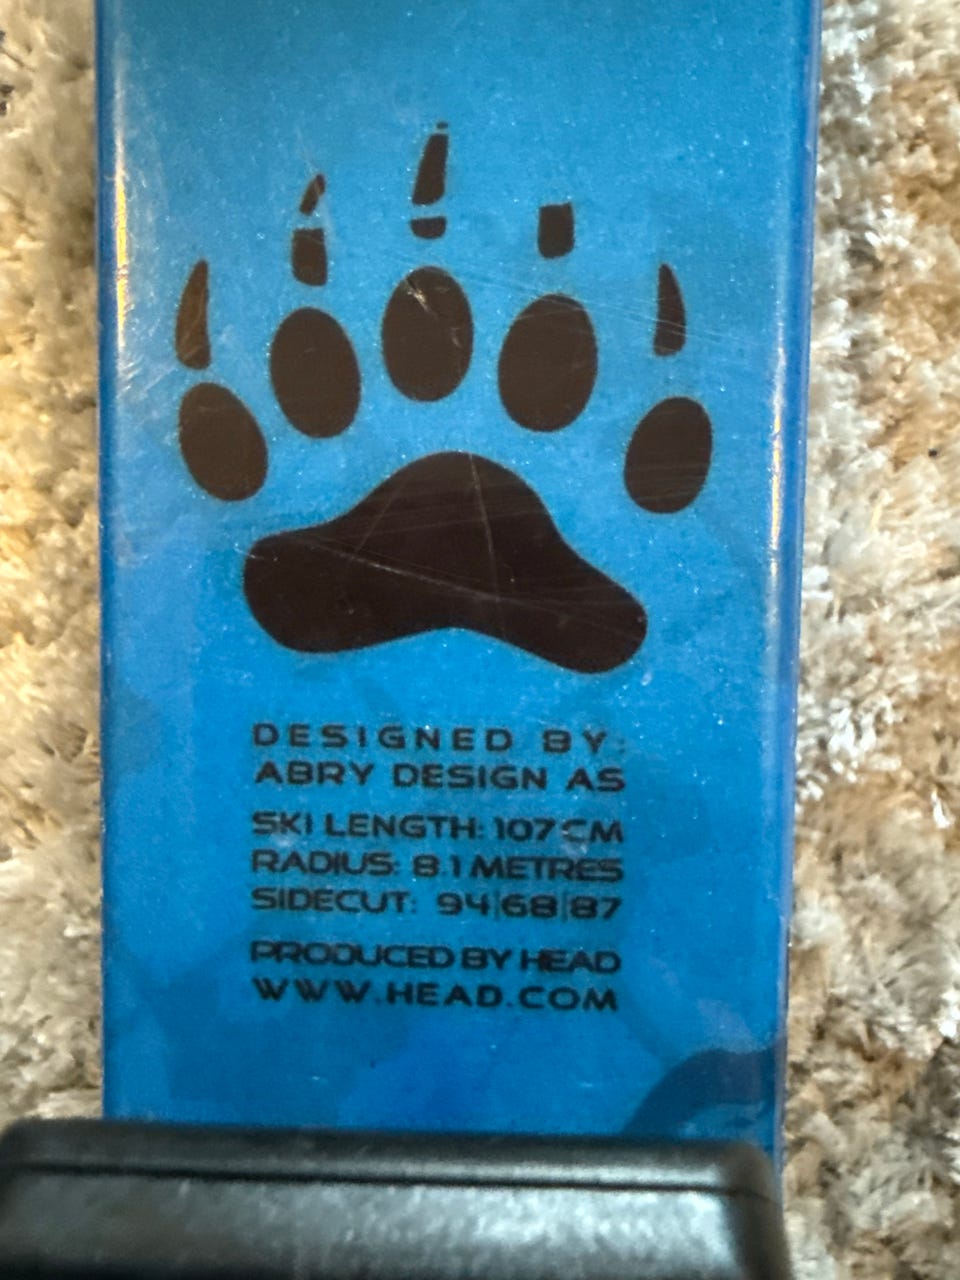 DESIGNED BY:
ABRY DESIGN AS
SKI LENGTH: 107 CM
RADIUS: 8.1 METRES
SIDECUT: 94|68|87
PRODUCED BY HEAD
WWW.HEAD.COM